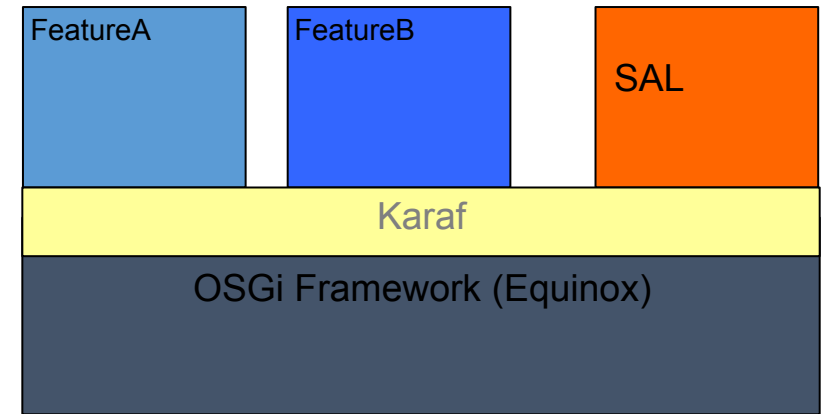 FeatureA
FeatureB
SAL
Karaf
OSGi Framework (Equinox)